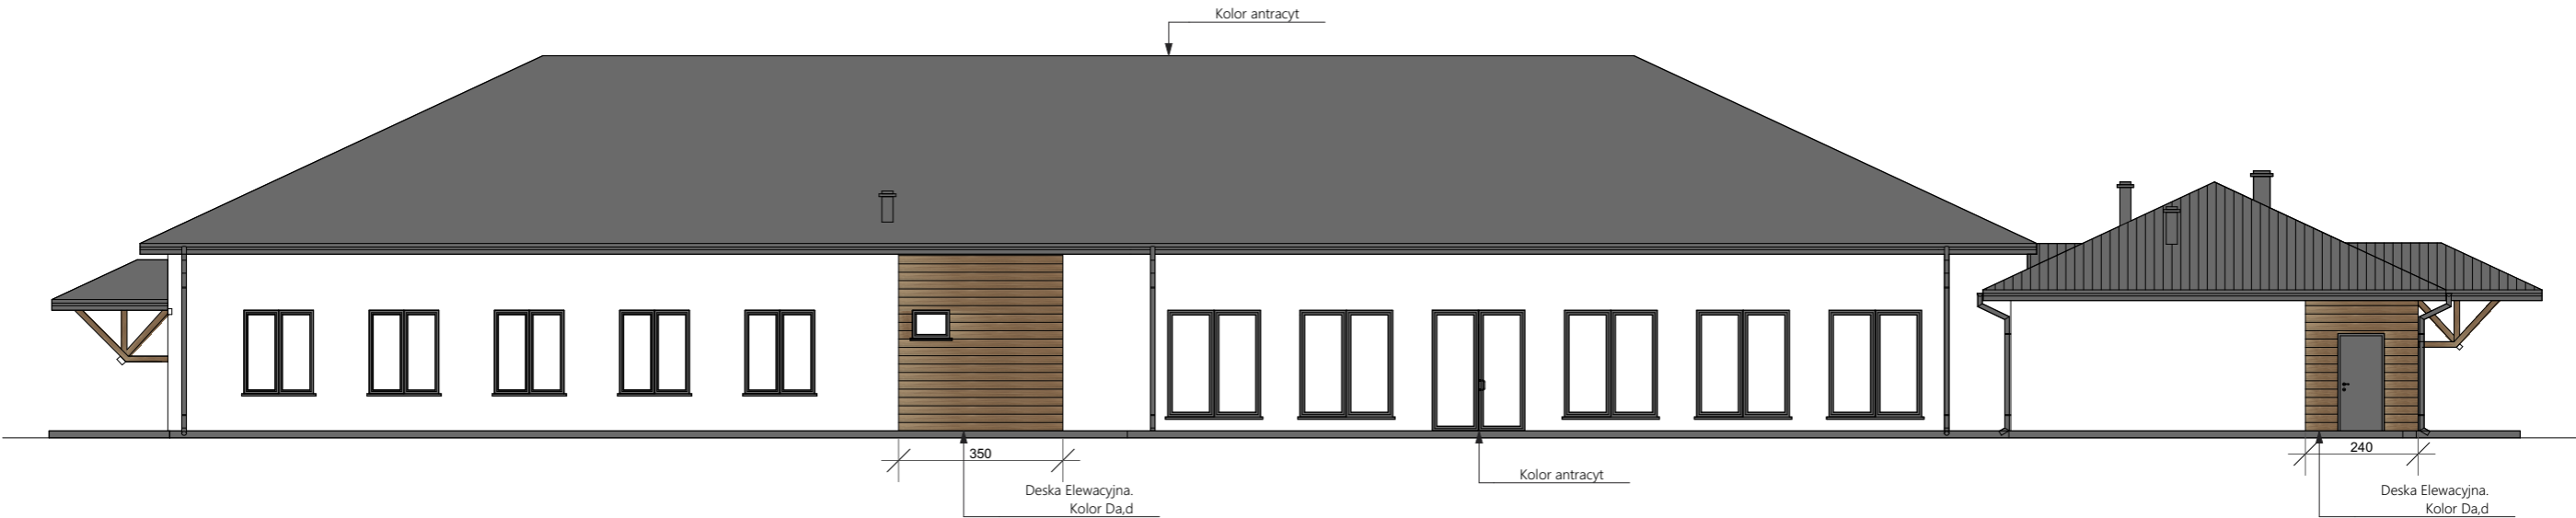 Kolor antracyt
350
240
Kolor antracyt
Deska Elewacyjna.
Kolor Da,d
Deska Elewacyjna.
Kolor Da,d